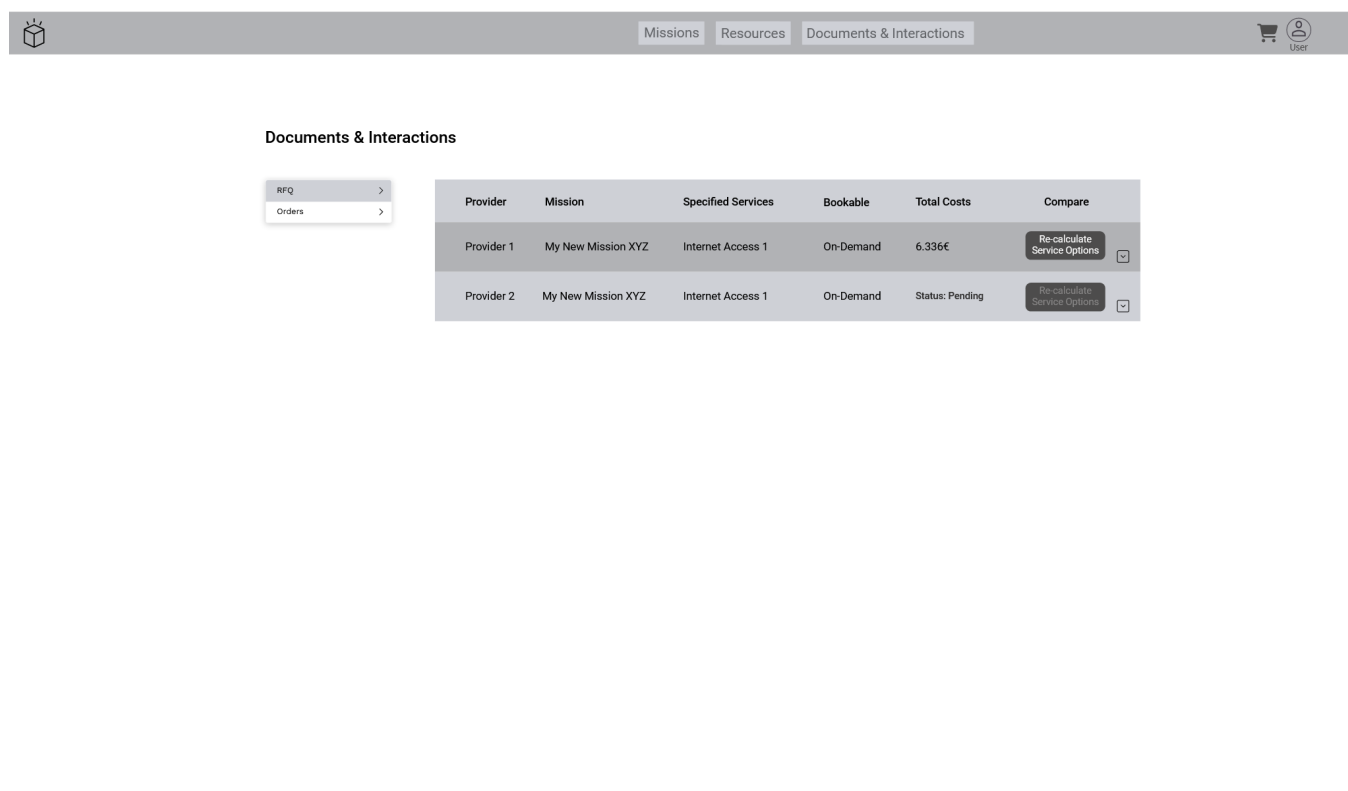 Missions Resources Documents & Interactions
User
Documents & Interactions
RFQ
Orders
Provider Mission Specified Services Bookable Total Costs Compare
Provider 1 My New Mission XYZ Internet Access 1 On-Demand 6.336€ Re-calculate
Service Options
Provider 2 My New Mission XYZ Internet Access 1 On-Demand Status: Pending Re-calculate
Service Options